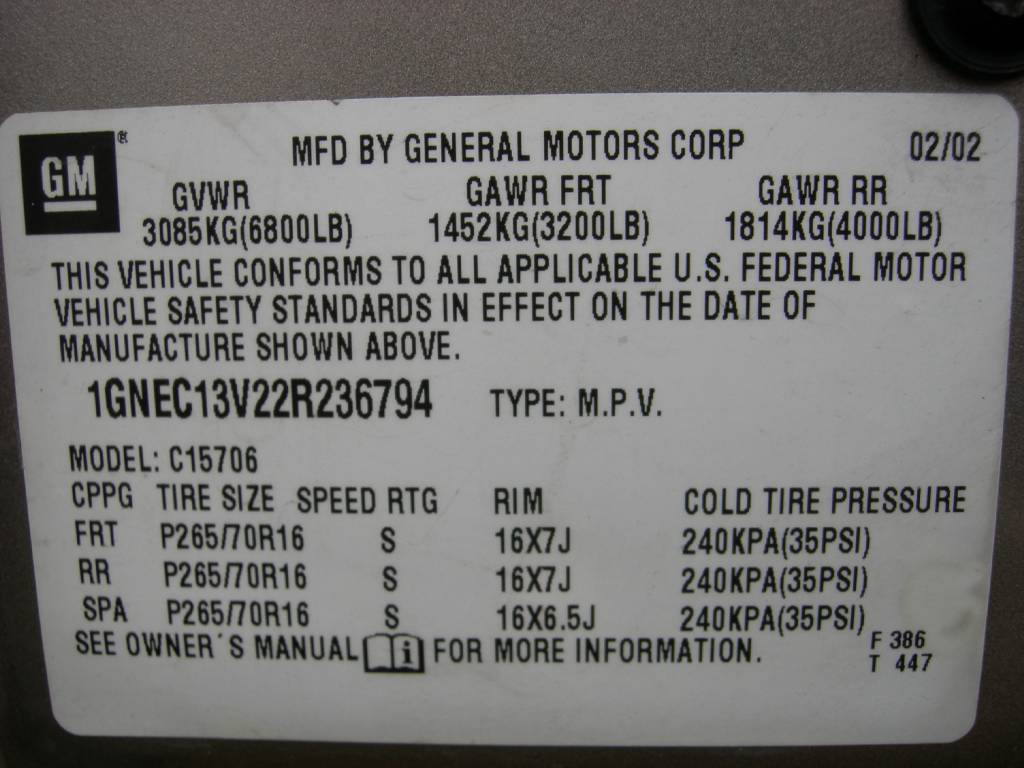 GM ® MFD BY GENERAL MOTORS CORP 02/02
GVWR GAWR FRT GAWR RR
3085KG(6800LB) 1452KG(3200LB) 1814KG(4000LB)
THIS VEHICLE CONFORMS TO ALL APPLICABLE U.S. FEDERAL MOTOR
VEHICLE SAFETY STANDARDS IN EFFECT ON THE DATE OF
MANUFACTURE SHOWN ABOVE.
1GNEC13V22R236794 TYPE: M.P.V.
MODEL: C15706
CPPG TIRE SIZE SPEED RTG RIM COLD TIRE PRESSURE
FRT P265/70R16 S 16X7J 240KPA(35PSI)
RR P265/70R16 S 16X7J 240KPA(35PSI)
SPA P265/70R16 S 16X6.5J 240KPA(35PSI)
SEE OWNER'S MANUAL i FOR MORE INFORMATION. F 386
T 447